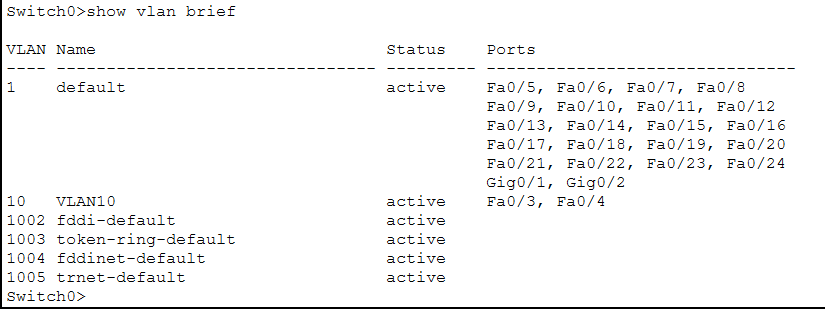 Switch0>show vlan brief
VLAN Name                             Status    Ports
---- -------------------------------- --------- -------------------------------
1    default                          active    Fa0/5, Fa0/6, Fa0/7, Fa0/8
                                                Fa0/9, Fa0/10, Fa0/11, Fa0/12
                                                Fa0/13, Fa0/14, Fa0/15, Fa0/16
                                                Fa0/17, Fa0/18, Fa0/19, Fa0/20
                                                Fa0/21, Fa0/22, Fa0/23, Fa0/24
                                                Gig0/1, Gig0/2
10   VLAN10                           active    Fa0/3, Fa0/4
1002 fddi-default                     active
1003 token-ring-default               active
1004 fddinet-default                  active
1005 trnet-default                    active
Switch0>